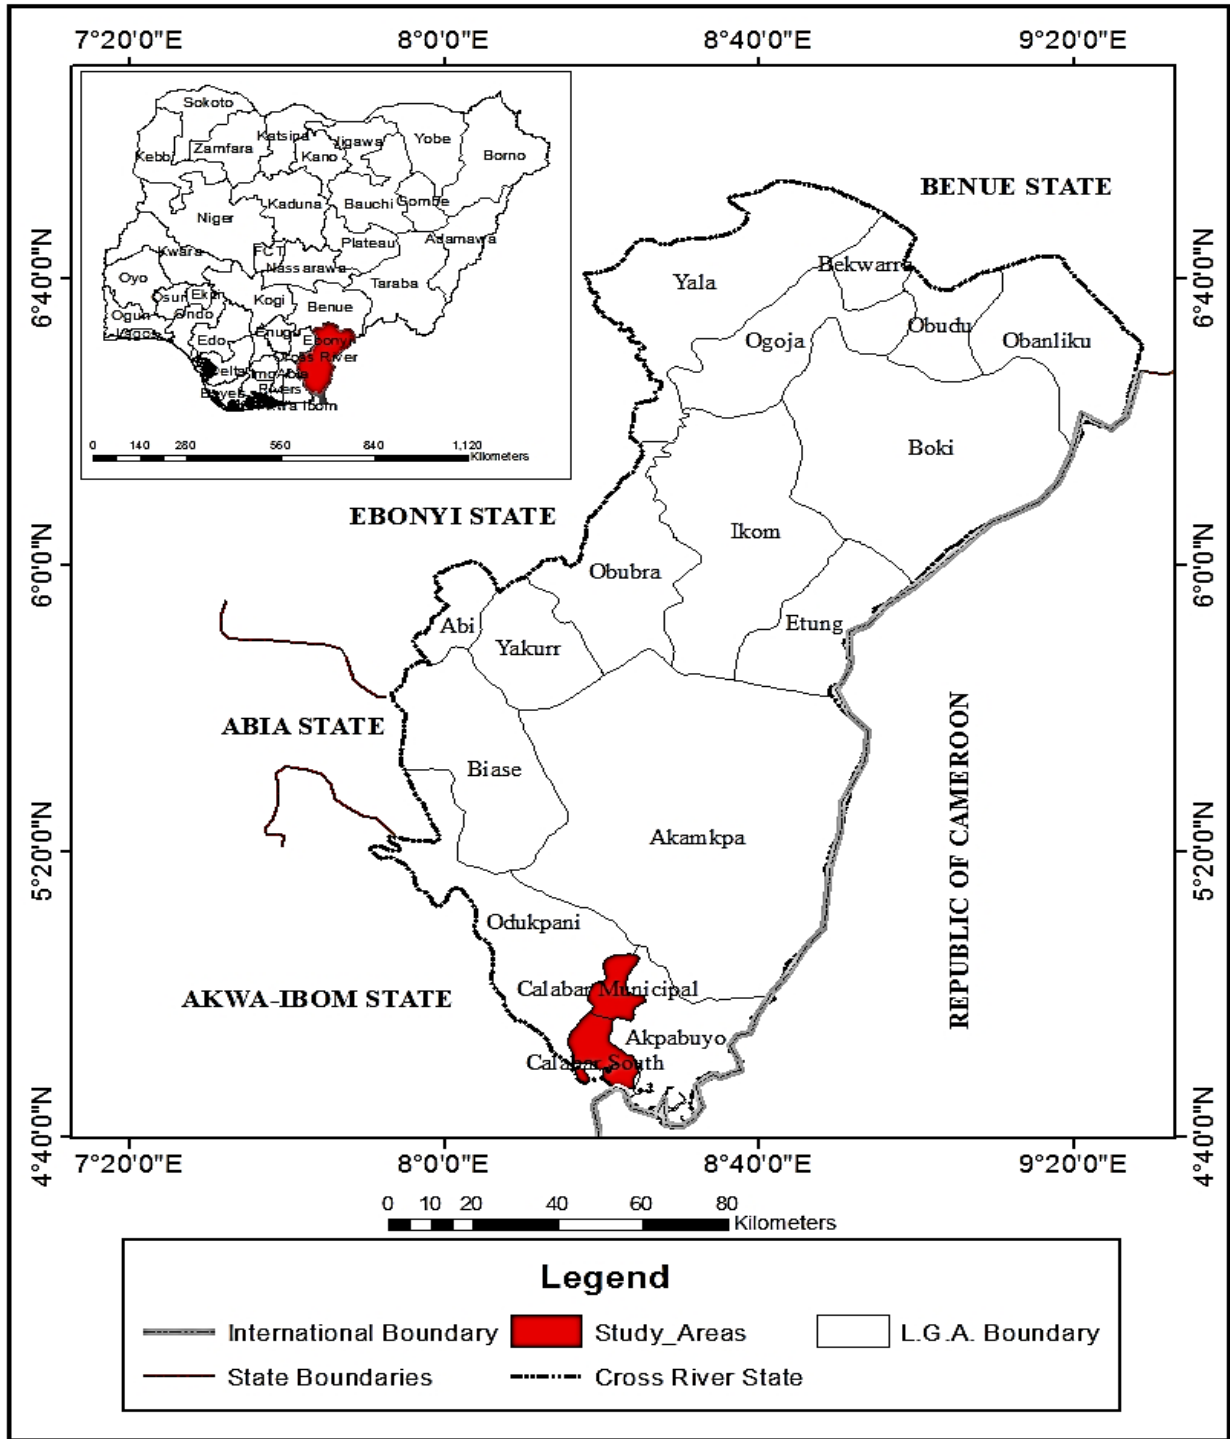 7°20'0"E 8°0'0"E 8°40'0"E 9°20'0"E
Sokoto
Katsina
Jigawa
Yobe
Zamfara
Kano
Borno
Kebbi
Kaduna
Bauchi
Gombe
Niger
Plateau
Adamawa
Kwara
FCT
Nassarawa
Oyo
Taraba
Osun
Ekiti
Kogi
Benue
Ogun
Ondo
Lagos
Edo
Enugu
Ebonyi
Cross River
Delta
Imo
Abia
Rivers
Akwa Ibom
0 140 280 560 840 1,120
Kilometers
BENUE STATE
6°40'0"N 6°40'0"N
Yala
Bekwarra
Obudu
Ogoja
Obanliku
Boki
EBONYI STATE
Ikom
6°0'0"N 6°0'0"N
Obubra
Abi
Etung
Yakurr
ABIA STATE
Biase
REPUBLIC OF CAMEROON
Akamkpa
5°20'0"N 5°20'0"N
Odukpani
AKWA-IBOM STATE
Calabar Municipal
Akpabuyo
Calabar South
4°40'0"N 4°40'0"N
7°20'0"E 8°0'0"E 8°40'0"E 9°20'0"E
0 10 20 40 60 80
Kilometers
Legend
International Boundary Study_Areas L.G.A. Boundary
State Boundaries Cross River State